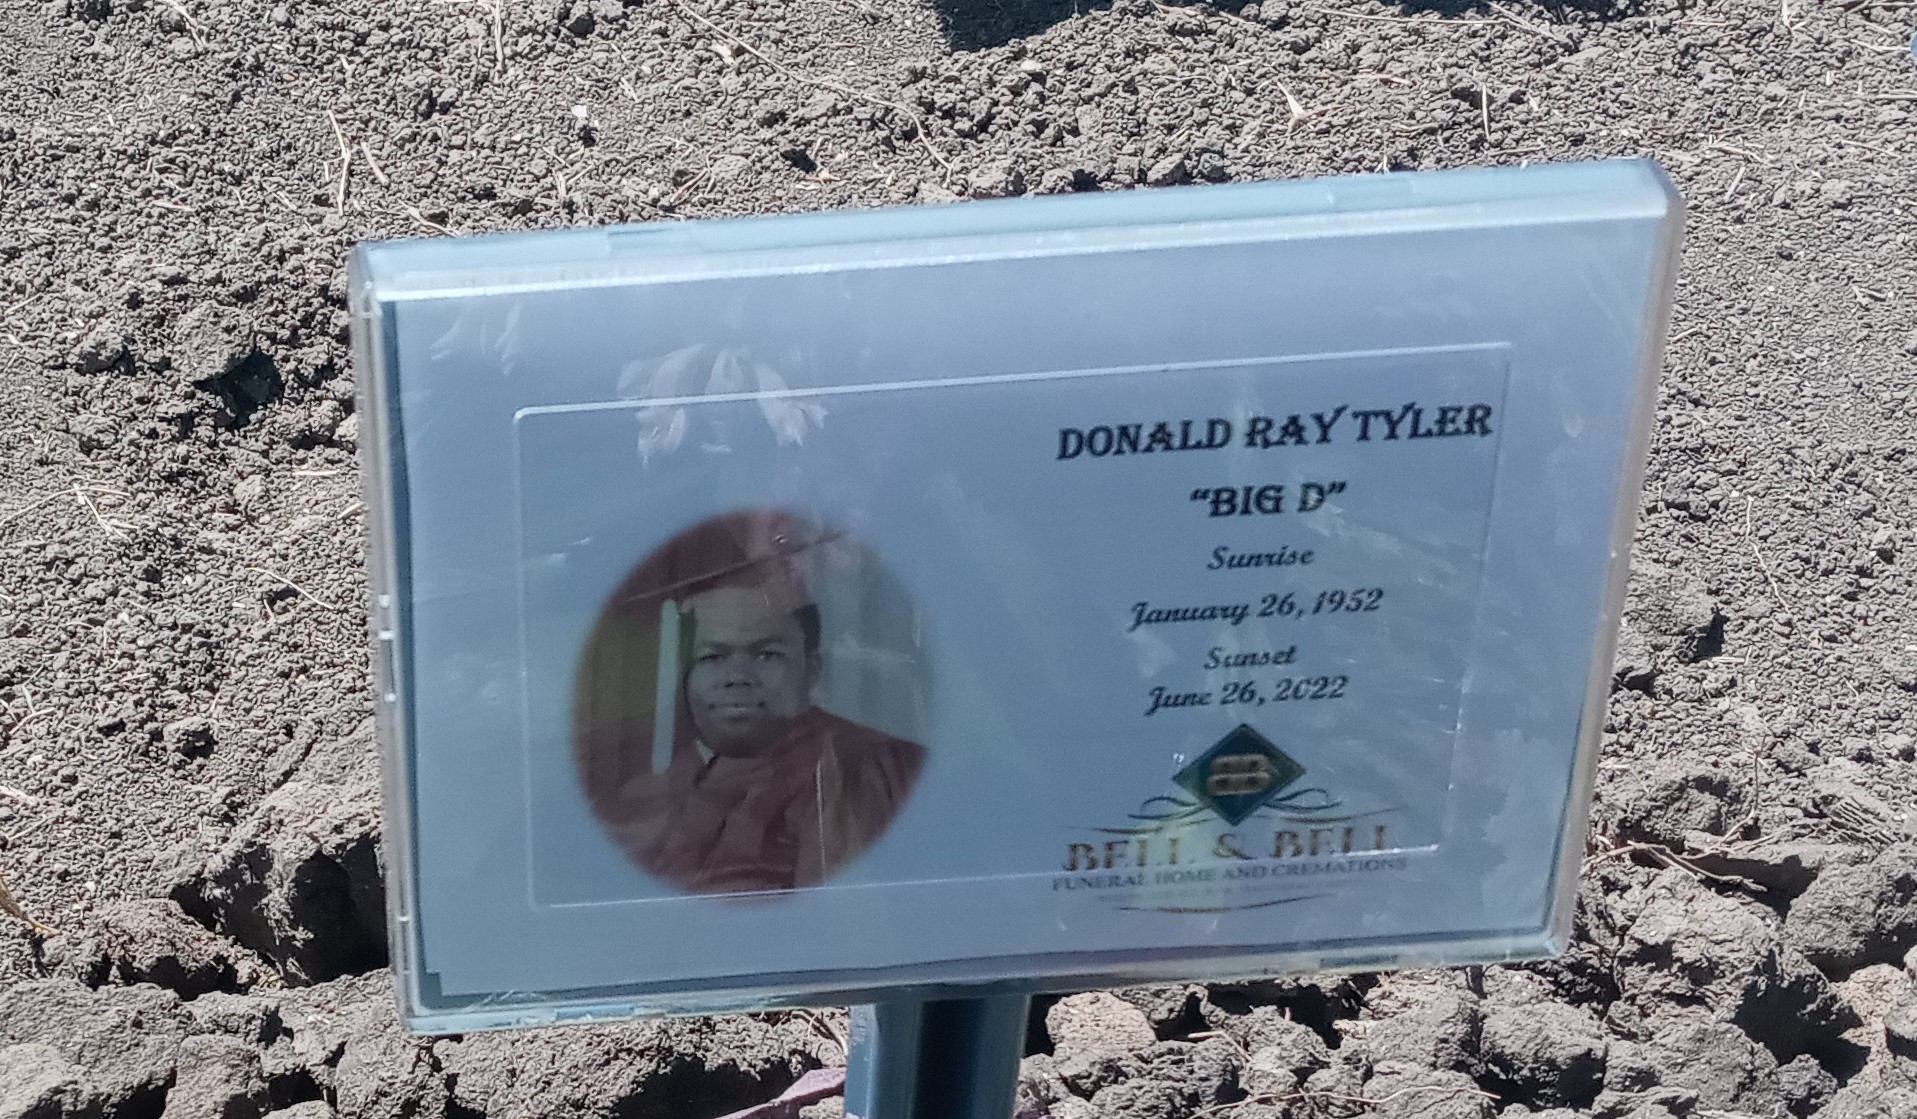 DONALD RAY TYLER
“BIG D”
Sunrise
January 26, 1952
Sunset
June 26, 2022
BELL & BELL
FUNERAL HOME AND CREMATIONS